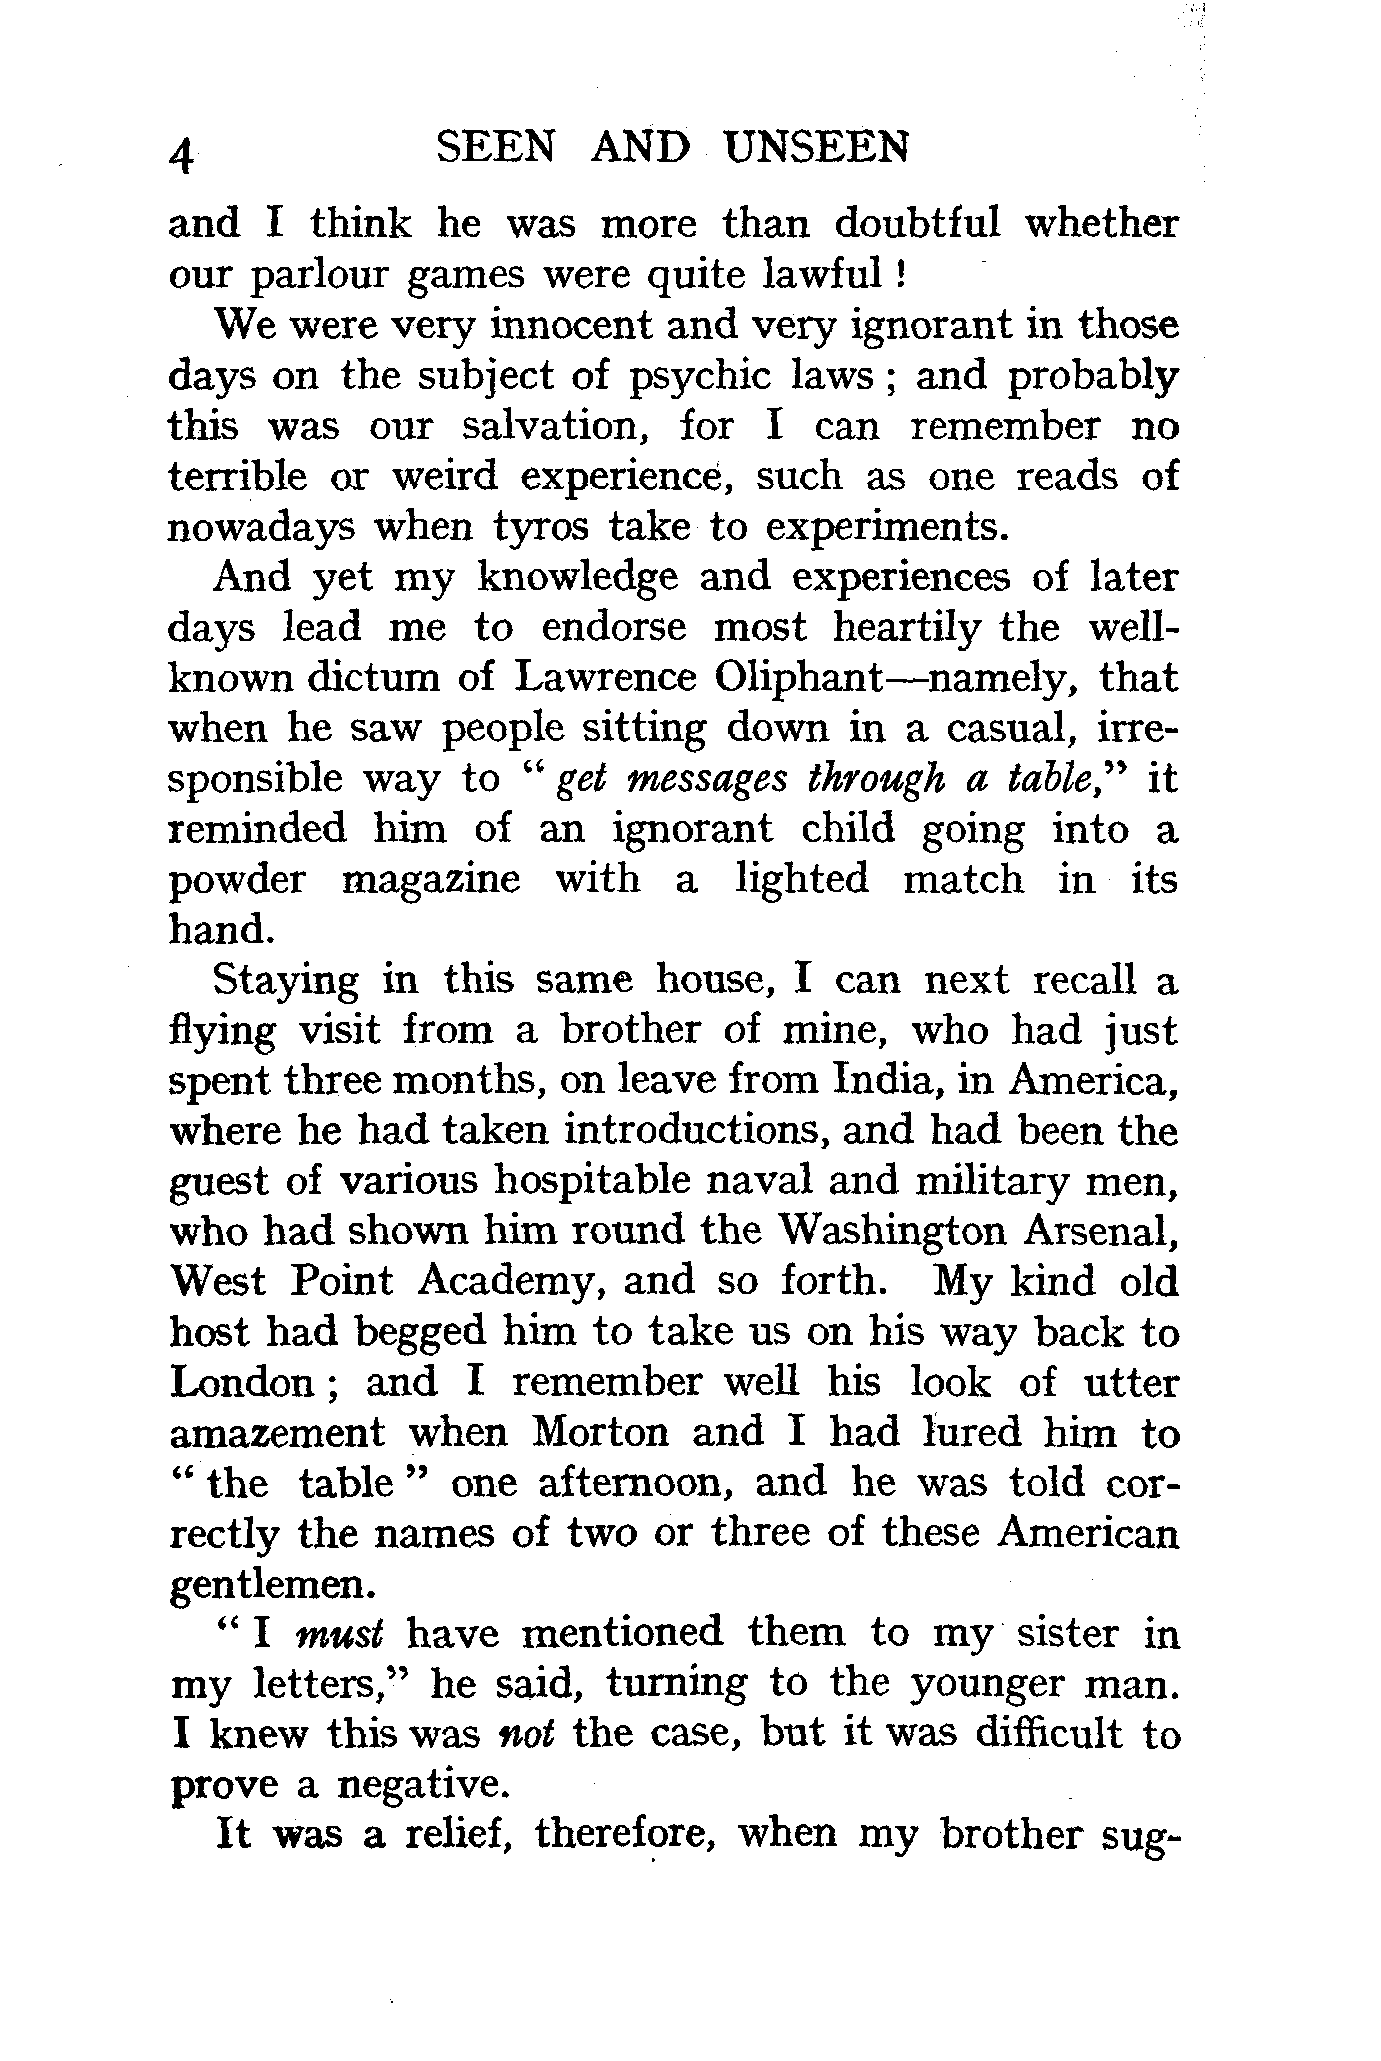 4 SEEN AND UNSEEN
and I think he was more than doubtful whether
our parlour games were quite lawful !
We were very innocent and very ignorant in those
days on the subject of psychic laws ; and probably
this was our salvation, for I can remember no
terrible or weird experience, such as one reads of
nowadays when tyros take to experiments.
And yet my knowledge and experiences of later
days lead me to endorse most heartily the well-
known dictum of Lawrence Oliphant—namely, that
when he saw people sitting down in a casual, irre-
sponsible way to “ get messages through a table,” it
reminded him of an ignorant child going into a
powder magazine with a lighted match in its
hand.
Staying in this same house, I can next recall a
flying visit from a brother of mine, who had just
spent three months, on leave from India, in America,
where he had taken introductions, and had been the
guest of various hospitable naval and military men,
who had shown him round the Washington Arsenal,
West Point Academy, and so forth. My kind old
host had begged him to take us on his way back to
London ; and I remember well his look of utter
amazement when Morton and I had lured him to
“ the table ” one afternoon, and he was told cor-
rectly the names of two or three of these American
gentlemen.
“ I must have mentioned them to my sister in
my letters,” he said, turning to the younger man.
I knew this was not the case, but it was difficult to
prove a negative.
It was a relief, therefore, when my brother sug-